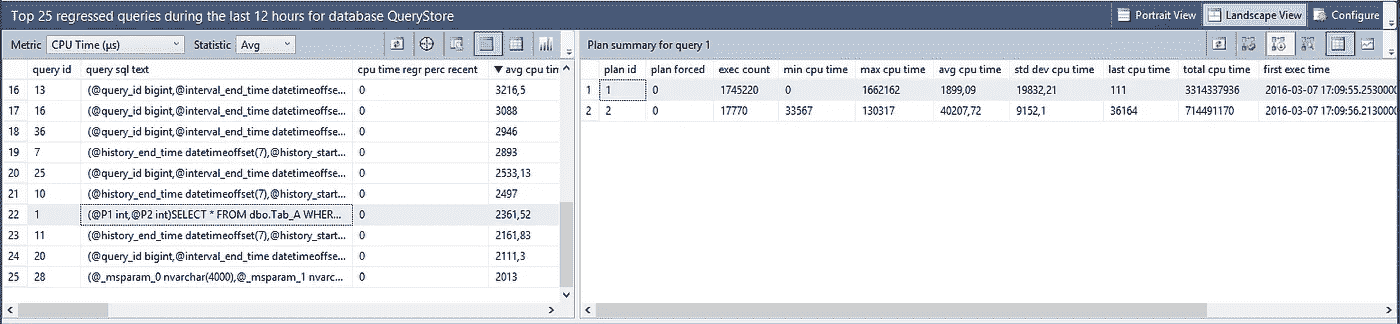 Top 25 regressed queries during the last 12 hours for database QueryStore
Portrait View Landscape View Configure
Metric CPU Time (µs) Statistic Avg
query id query sql text cpu time regr perc recent avg cpu tim
16 13 (@query_id bigint,@interval_end_time datetimeoffse... 0 3216,5
17 16 (@query_id bigint,@interval_end_time datetimeoffse... 0 3088
18 36 (@query_id bigint,@interval_end_time datetimeoffse... 0 2946
19 7 (@history_end_time datetimeoffset(7),@history_start... 0 2893
20 25 (@query_id bigint,@interval_end_time datetimeoffse... 0 2533,13
21 10 (@history_end_time datetimeoffset(7),@history_start... 0 2497
22 1 (@P1 int,@P2 int)SELECT * FROM dbo.Tab_A WHER... 0 2361,52
23 11 (@history_end_time datetimeoffset(7),@history_start... 0 2161,83
24 20 (@query_id bigint,@interval_end_time datetimeoffse... 0 2111,3
25 28 (@_msparam_0 nvarchar(4000),@_msparam_1 nvarc... 0 2013
Plan summary for query 1
plan id plan forced exec count min cpu time max cpu time avg cpu time std dev cpu time last cpu time total cpu time first exec time
1 1 0 1745220 0 1662162 1899,09 19832,21 111 3314337936 2016-03-07 17:09:55.2530000
2 2 0 17770 33567 130317 40207,72 9152,1 36164 714491170 2016-03-07 17:09:56.2130000